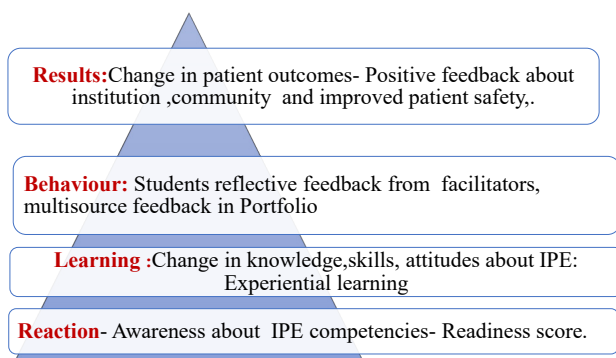 Results:Change in patient outcomes- Positive feedback about
institution ,community and improved patient safety,.
Behaviour: Students reflective feedback from facilitators,
multisource feedback in Portfolio
Learning :Change in knowledge,skills, attitudes about IPE:
Experiential learning
Reaction- Awareness about IPE competencies- Readiness score.